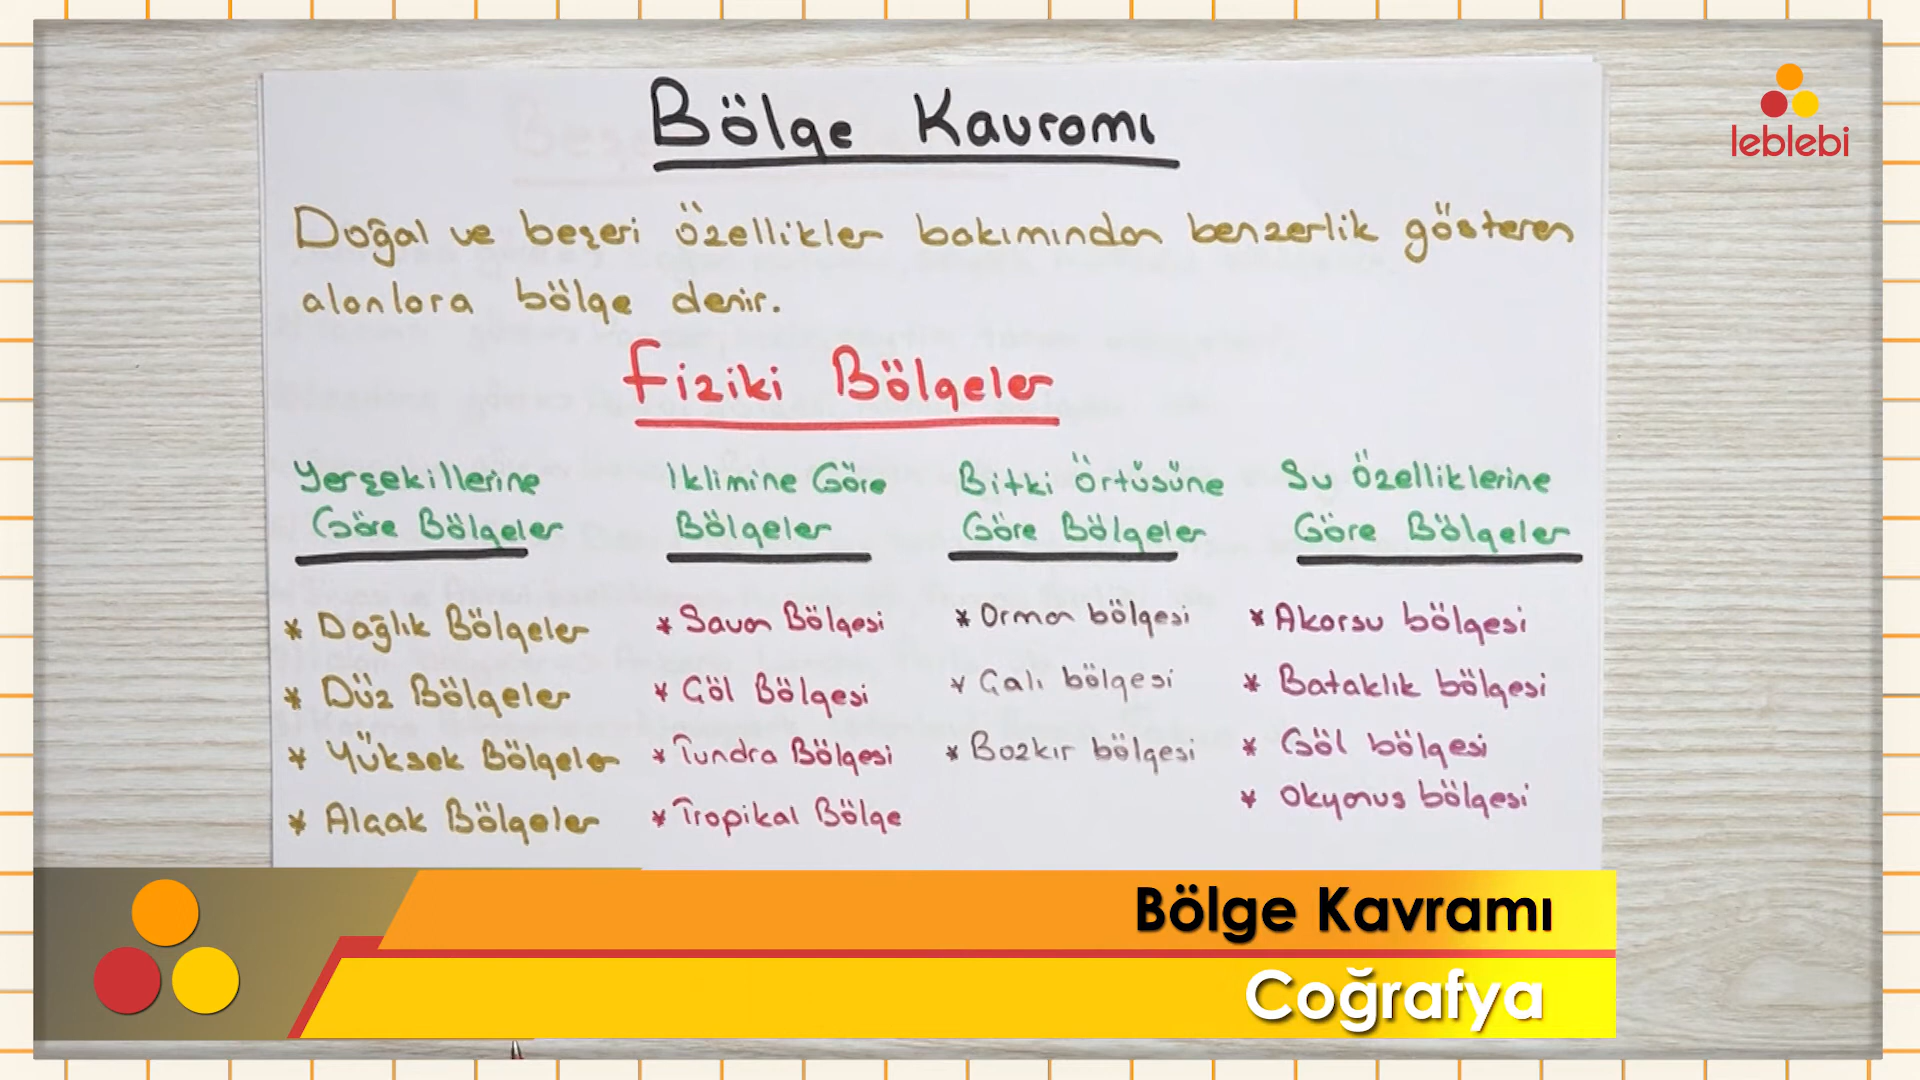 Bölge Kavramı
leblebi
Doğal ve beşeri özellikler bakımından benzerlik gösteren
alanlara bölge denir.
Fiziki Bölgeler
Yerşekillerine
Göre Bölgeler
Iklimine Göre
Bölgeler
Bitki Örtüsüne
Göre Bölgeler
Su Özelliklerine
Göre Bölgeler
* Dağlık Bölgeler
* Düz Bölgeler
* Yüksek Bölgeler
* Alçak Bölgeler
* Savan Bölgesi
* Çöl Bölgesi
* Tundra Bölgesi
* Tropikal Bölge
* Orman bölgesi
* Çalı bölgesi
* Bozkır bölgesi
* Akarsu bölgesi
* Bataklık bölgesi
* Göl bölgesi
* Okyanus bölgesi
Bölge Kavramı
Coğrafya